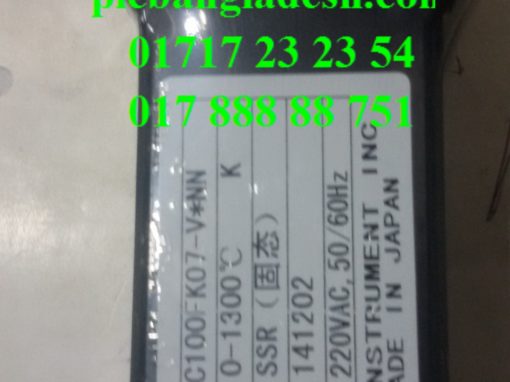 plcbangladesh.com
01717 23 23 54
017 888 88 751
C100FK07-V*NN
0-1300℃ K
SSR (固态)
141202
220VAC, 50/60Hz
NSTRUMENT INC
ADE IN JAPAN